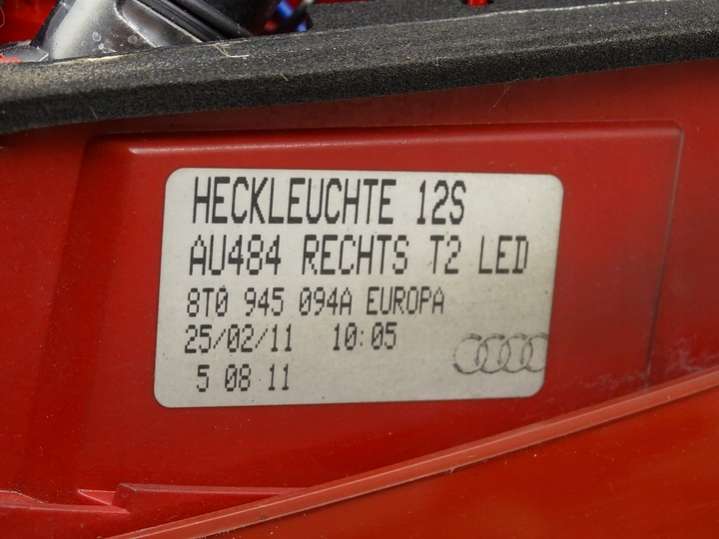 HECKLEUCHTE 12S
AU484 RECHTS T2 LED
8T0 945 094A EUROPA
25/02/11 10:05
5 08 11